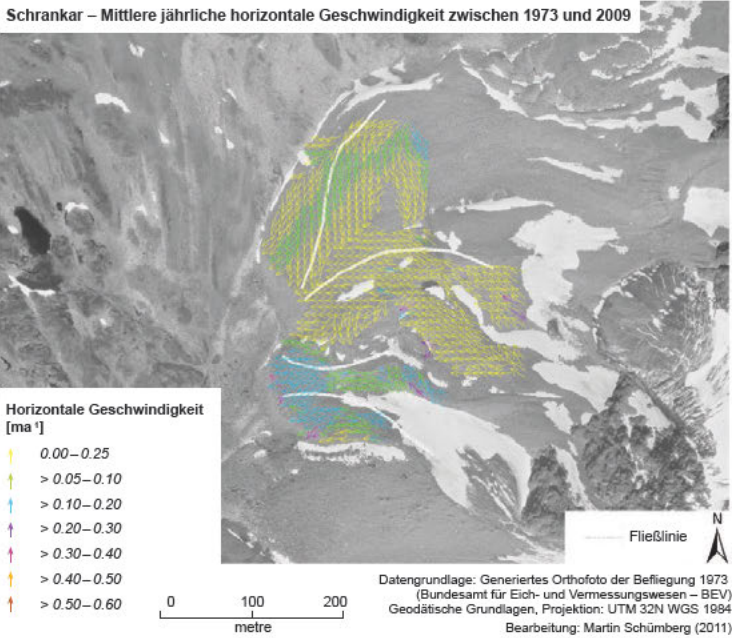 Schrankar – Mittlere jährliche horizontale Geschwindigkeit zwischen 1973 und 2009
Horizontale Geschwindigkeit
[ma⁻¹]
0.00 – 0.25
> 0.05 – 0.10
> 0.10 – 0.20
> 0.20 – 0.30
> 0.30 – 0.40
> 0.40 – 0.50
> 0.50 – 0.60
0 100 200
metre
N
Fließlinie
Datengrundlage: Generiertes Orthofoto der Befliegung 1973
(Bundesamt für Eich- und Vermessungswesen – BEV)
Geodätische Grundlagen, Projektion: UTM 32N WGS 1984
Bearbeitung: Martin Schümberg (2011)